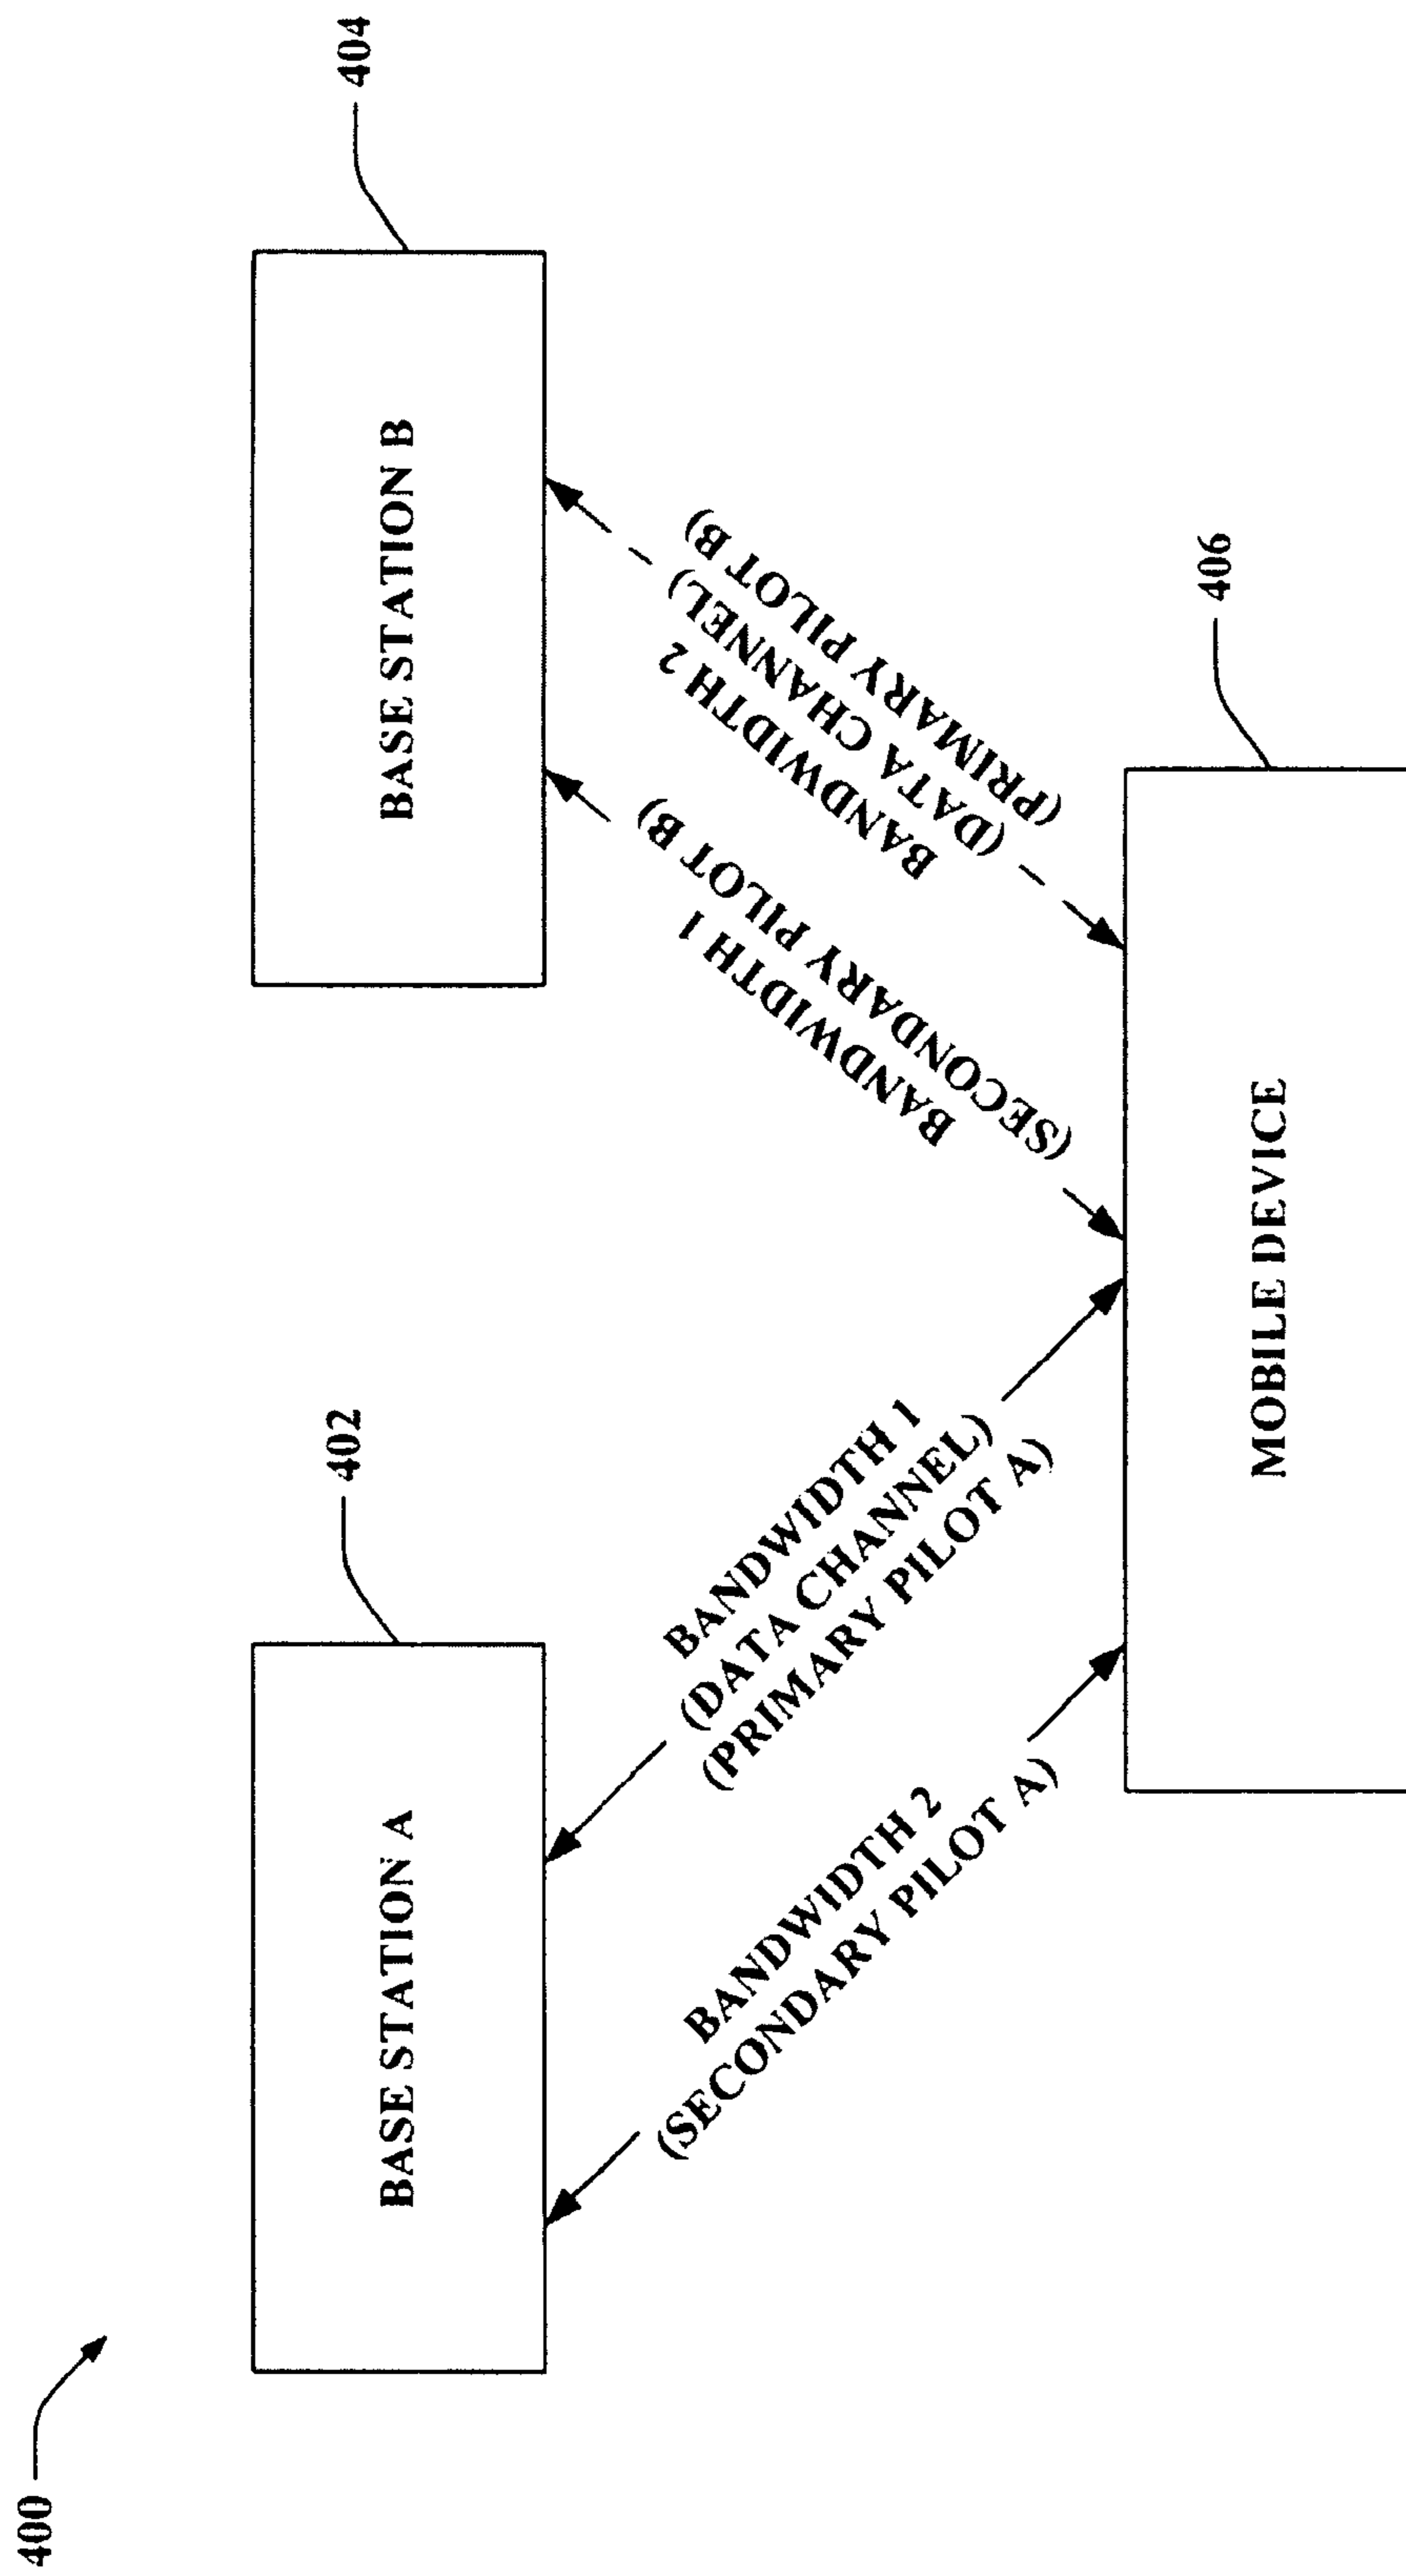 400
402
404
BASE STATION A
BASE STATION B
BANDWIDTH 2
(SECONDARY PILOT A)
BANDWIDTH 1
(DATA CHANNEL)
(PRIMARY PILOT A)
BANDWIDTH 1
(SECONDARY PILOT B)
BANDWIDTH 2
(DATA CHANNEL)
(PRIMARY PILOT B)
406
MOBILE DEVICE